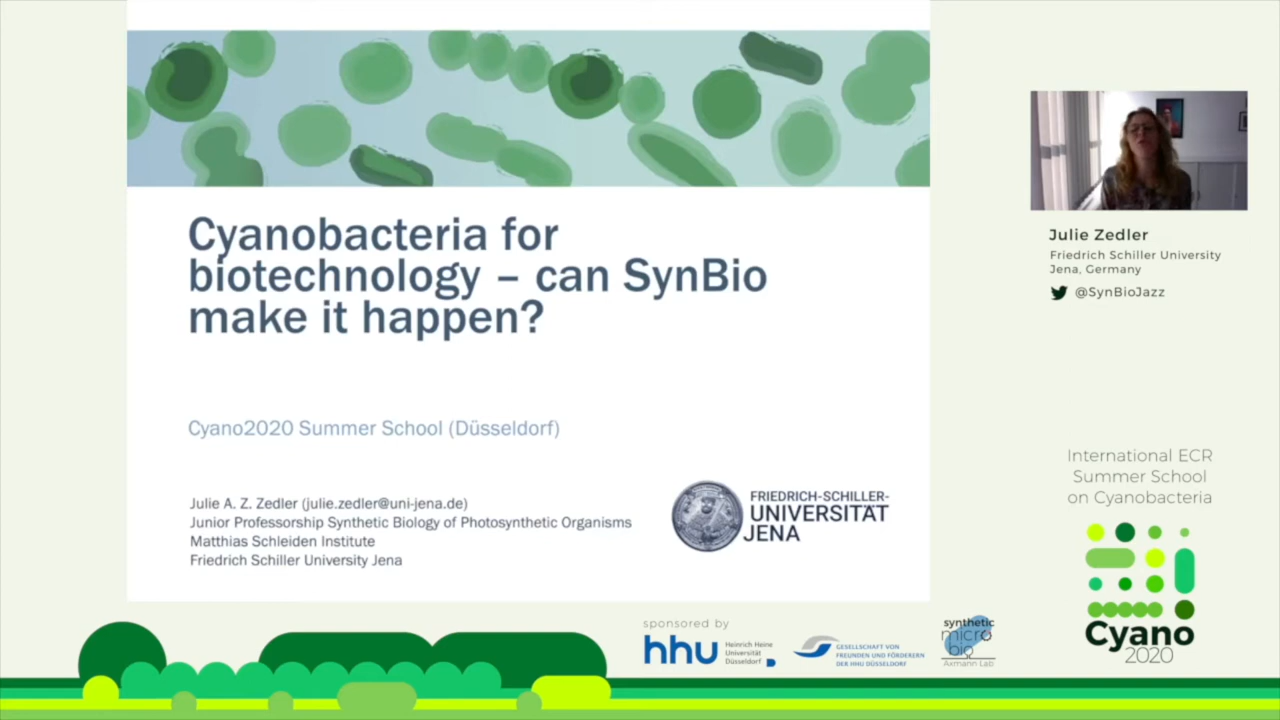 Cyanobacteria for
biotechnology – can SynBio
make it happen?
Cyano2020 Summer School (Düsseldorf)
Julie A. Z. Zedler (julie.zedler@uni-jena.de)
Junior Professorship Synthetic Biology of Photosynthetic Organisms
Matthias Schleiden Institute
Friedrich Schiller University Jena
FRIEDRICH-SCHILLER-
UNIVERSITÄT
JENA
Julie Zedler
Friedrich Schiller University
Jena, Germany
@SynBioJazz
International ECR
Summer School
on Cyanobacteria
Cyano
2020
sponsored by
hhu
Heinrich Heine
Universität
Düsseldorf
GESELLSCHAFT VON
FREUNDEN UND FÖRDERERN
DER HHU DÜSSELDORF
synthetic
micro
bio
Axmann Lab